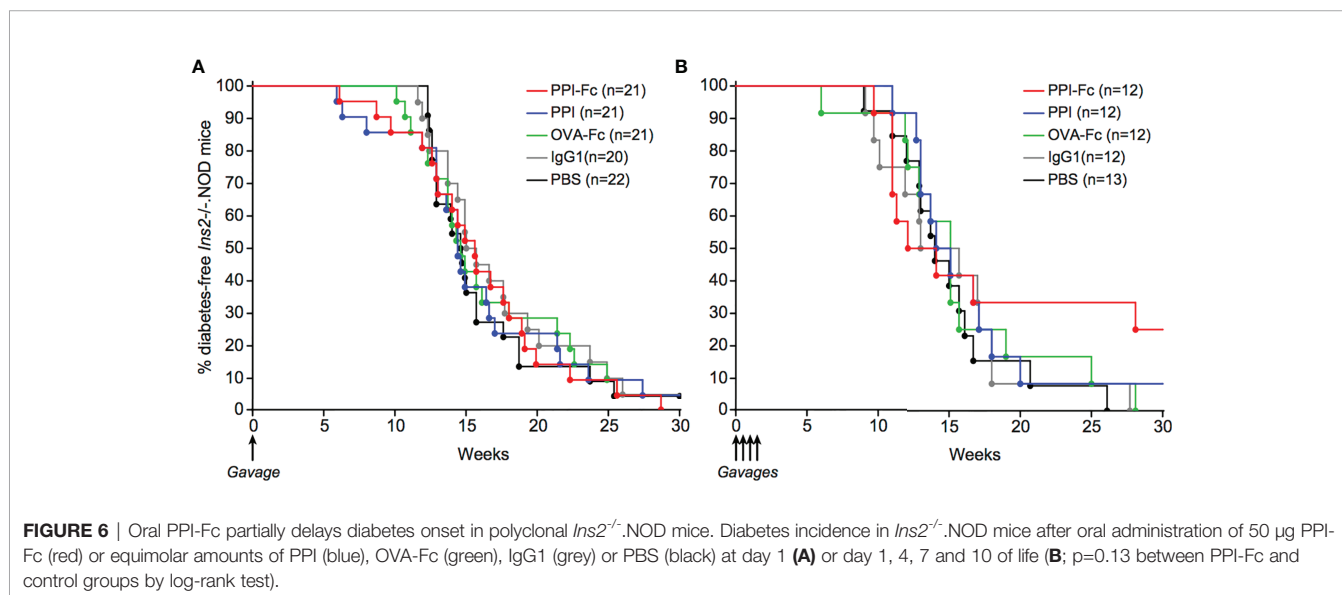 A
B
100
90
80
70
60
50
40
30
20
10
0
% diabetes-free Ins2-/-.NOD mice
PPI-Fc (n=21)
PPI (n=21)
OVA-Fc (n=21)
IgG1(n=20)
PBS (n=22)
0 5 10 15 20 25 30
Weeks
Gavage
100
90
80
70
60
50
40
30
20
10
0
PPI-Fc (n=12)
PPI (n=12)
OVA-Fc (n=12)
IgG1 (n=12)
PBS (n=13)
0 5 10 15 20 25 30
Weeks
Gavages
FIGURE 6 | Oral PPI-Fc partially delays diabetes onset in polyclonal Ins2-/-.NOD mice. Diabetes incidence in Ins2-/-.NOD mice after oral administration of 50 µg PPI-
Fc (red) or equimolar amounts of PPI (blue), OVA-Fc (green), IgG1 (grey) or PBS (black) at day 1 (A) or day 1, 4, 7 and 10 of life (B; p=0.13 between PPI-Fc and
control groups by log-rank test).